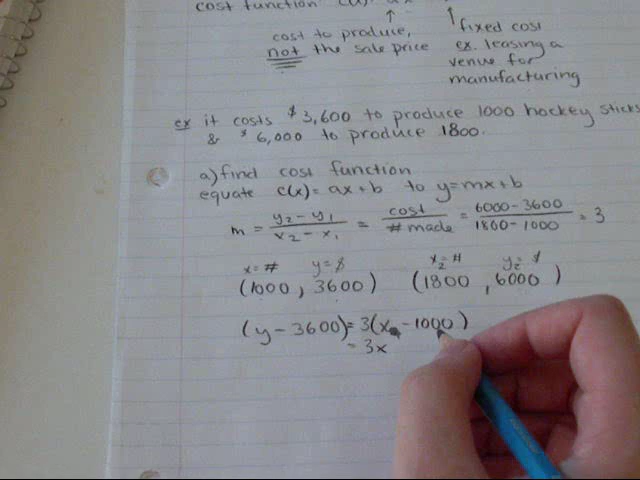 cost function C(x) = ax
cost to produce,
not the sale price
fixed cost
ex. leasing a
venue for
manufacturing
ex it costs $3,600 to produce 1000 hockey sticks
& $6,000 to produce 1800.
a) find cost function
equate c(x) = ax + b to y = mx + b
m = y₂ - y₁ / x₂ - x₁ = cost / # made = 6000 - 3600 / 1800 - 1000 = 3
x = # y = $ x₂ = # y₂ = $
(1000, 3600) (1800, 6000)
(y - 3600) = 3(x - 1000)
= 3x